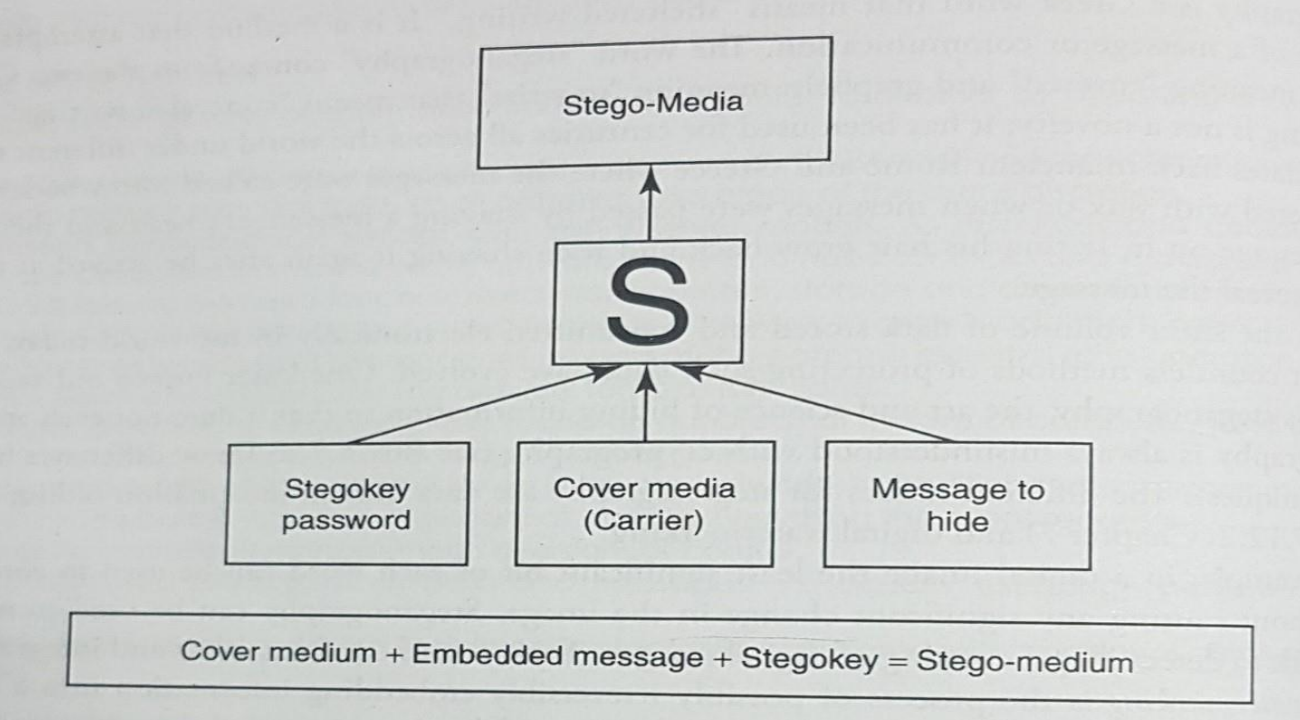 Stego-Media
S
Stegokey
password
Cover media
(Carrier)
Message to
hide
Cover medium + Embedded message + Stegokey = Stego-medium